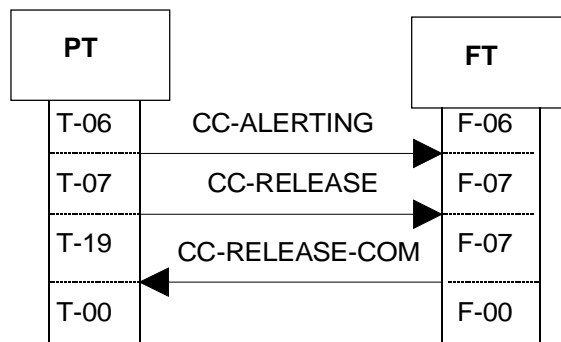 PT
FT
T-06 CC-ALERTING F-06
T-07 CC-RELEASE F-07
T-19 CC-RELEASE-COM F-07
T-00 F-00